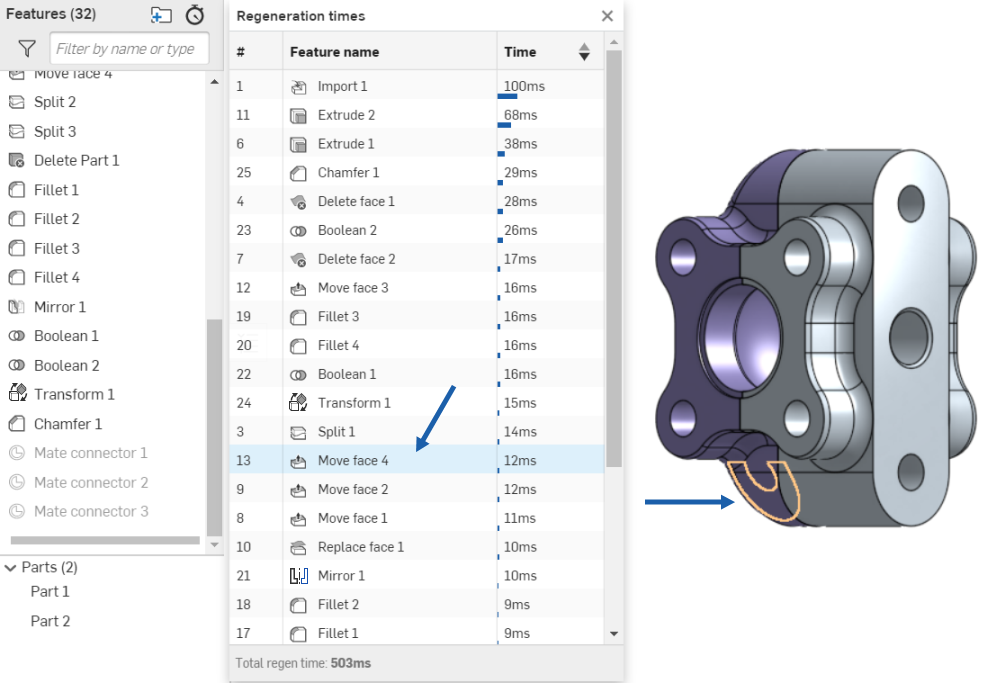 Features (32)
Filter by name or type
Move face 4
Split 2
Split 3
Delete Part 1
Fillet 1
Fillet 2
Fillet 3
Fillet 4
Mirror 1
Boolean 1
Boolean 2
Transform 1
Chamfer 1
Mate connector 1
Mate connector 2
Mate connector 3
Parts (2)
Part 1
Part 2
Regeneration times
# Feature name Time
1 Import 1 100ms
11 Extrude 2 68ms
6 Extrude 1 38ms
25 Chamfer 1 29ms
4 Delete face 1 28ms
23 Boolean 2 26ms
7 Delete face 2 17ms
12 Move face 3 16ms
19 Fillet 3 16ms
20 Fillet 4 16ms
22 Boolean 1 16ms
24 Transform 1 15ms
3 Split 1 14ms
13 Move face 4 12ms
9 Move face 2 12ms
8 Move face 1 11ms
10 Replace face 1 10ms
21 Mirror 1 10ms
18 Fillet 2 9ms
17 Fillet 1 9ms
Total regen time: 503ms